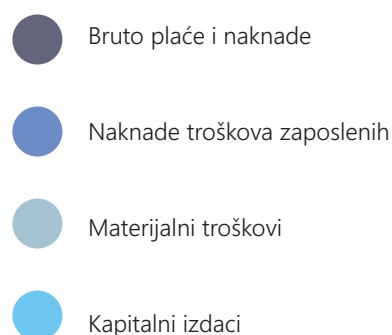 Bruto plaće i naknade
Naknade troškova zaposlenih
Materijalni troškovi
Kapitalni izdaci